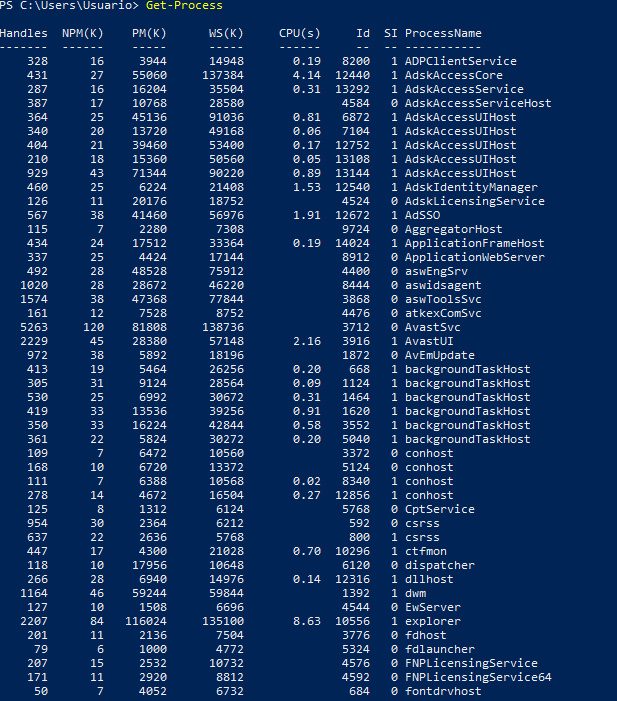 PS C:\Users\Usuario> Get-Process
Handles NPM(K) PM(K) WS(K) CPU(s) Id SI ProcessName
------- ------ ----- ----- ------ -- -- -----------
328 16 3944 14948 0.19 8200 1 ADPClientService
431 27 55060 137384 4.14 12440 1 AdskAccessCore
287 16 16204 35504 0.31 13292 1 AdskAccessService
387 17 10768 28580 4584 0 AdskAccessServiceHost
364 25 45136 91036 0.81 6872 1 AdskAccessUIHost
340 20 13720 49168 0.06 7104 1 AdskAccessUIHost
404 21 39460 53400 0.17 12752 1 AdskAccessUIHost
210 18 15360 50560 0.05 13108 1 AdskAccessUIHost
929 43 71344 90220 0.89 13144 1 AdskAccessUIHost
460 25 6224 21408 1.53 12540 1 AdskIdentityManager
126 11 20176 18752 4524 0 AdskLicensingService
567 38 41460 56976 1.91 12672 1 AdSSO
115 7 2280 7308 9724 0 AggregatorHost
434 24 17512 33364 0.19 14024 1 ApplicationFrameHost
337 25 4424 17144 8912 0 ApplicationWebServer
492 28 48528 75912 4400 0 aswEngSrv
1020 28 28672 46220 8444 0 aswidsagent
1574 38 47368 77844 3868 0 aswToolsSvc
161 12 7528 8752 4476 0 atkexComSvc
5263 120 81808 138736 3712 0 AvastSvc
2229 45 28380 57148 2.16 3916 1 AvastUI
972 38 5892 18196 1872 0 AvEmUpdate
413 19 5464 26256 0.20 668 1 backgroundTaskHost
305 31 9124 28564 0.09 1124 1 backgroundTaskHost
530 25 6992 30672 0.31 1464 1 backgroundTaskHost
419 33 13536 39256 0.91 1620 1 backgroundTaskHost
350 33 16224 42844 0.58 3552 1 backgroundTaskHost
361 22 5824 30272 0.20 5040 1 backgroundTaskHost
109 7 6472 10560 3372 0 conhost
168 10 6720 13372 5124 0 conhost
111 7 6388 10568 0.02 8340 1 conhost
278 14 4672 16504 0.27 12856 1 conhost
125 8 1312 6124 5768 0 CptService
954 30 2364 6212 592 0 csrss
637 22 2636 5768 800 1 csrss
447 17 4300 21028 0.70 10296 1 ctfmon
118 10 17956 10648 6120 0 dispatcher
266 28 6940 14976 0.14 12316 1 dllhost
1164 46 59244 59844 1392 1 dwm
127 10 1508 6696 4544 0 EwServer
2207 84 116024 135100 8.63 10556 1 explorer
201 11 2136 7504 3776 0 fdhost
79 6 1000 4772 5324 0 fdlauncher
207 15 2532 10732 4576 0 FNPLicensingService
171 11 2920 8812 4592 0 FNPLicensingService64
50 7 4052 6732 684 0 fontdrvhost